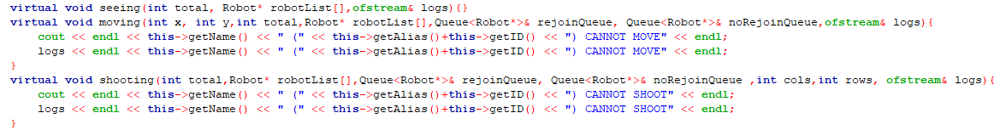 virtual void seeing(int total, Robot* robotList[],ofstream& logs){}
virtual void moving(int x, int y,int total,Robot* robotList[],Queue<Robot*>& rejoinQueue, Queue<Robot*>& noRejoinQueue,ofstream& logs){
    cout << endl << this->getName() << " (" << this->getAlias()+this->getID() << ") CANNOT MOVE" << endl;
    logs << endl << this->getName() << " (" << this->getAlias()+this->getID() << ") CANNOT MOVE" << endl;
}
virtual void shooting(int total,Robot* robotList[],Queue<Robot*>& rejoinQueue, Queue<Robot*>& noRejoinQueue ,int cols,int rows, ofstream& logs){
    cout << endl << this->getName() << " (" << this->getAlias()+this->getID() << ") CANNOT SHOOT" << endl;
    logs << endl << this->getName() << " (" << this->getAlias()+this->getID() << ") CANNOT SHOOT" << endl;
}